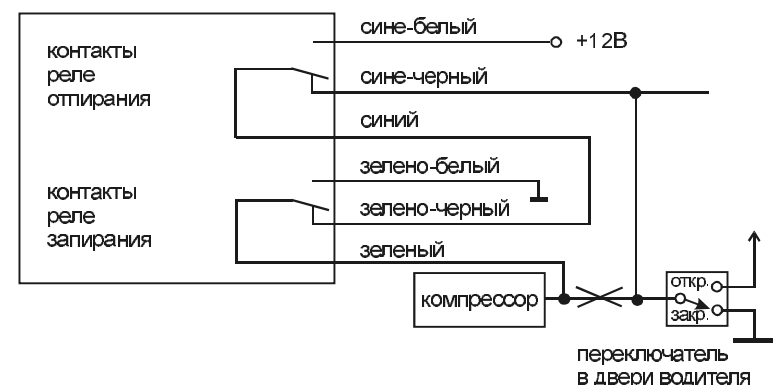 контакты
реле
отпирания
сине-белый
+12В
сине-черный
синий
контакты
реле
запирания
зелено-белый
зелено-черный
зеленый
компрессор
откр.
закр.
переключатель
в двери водителя